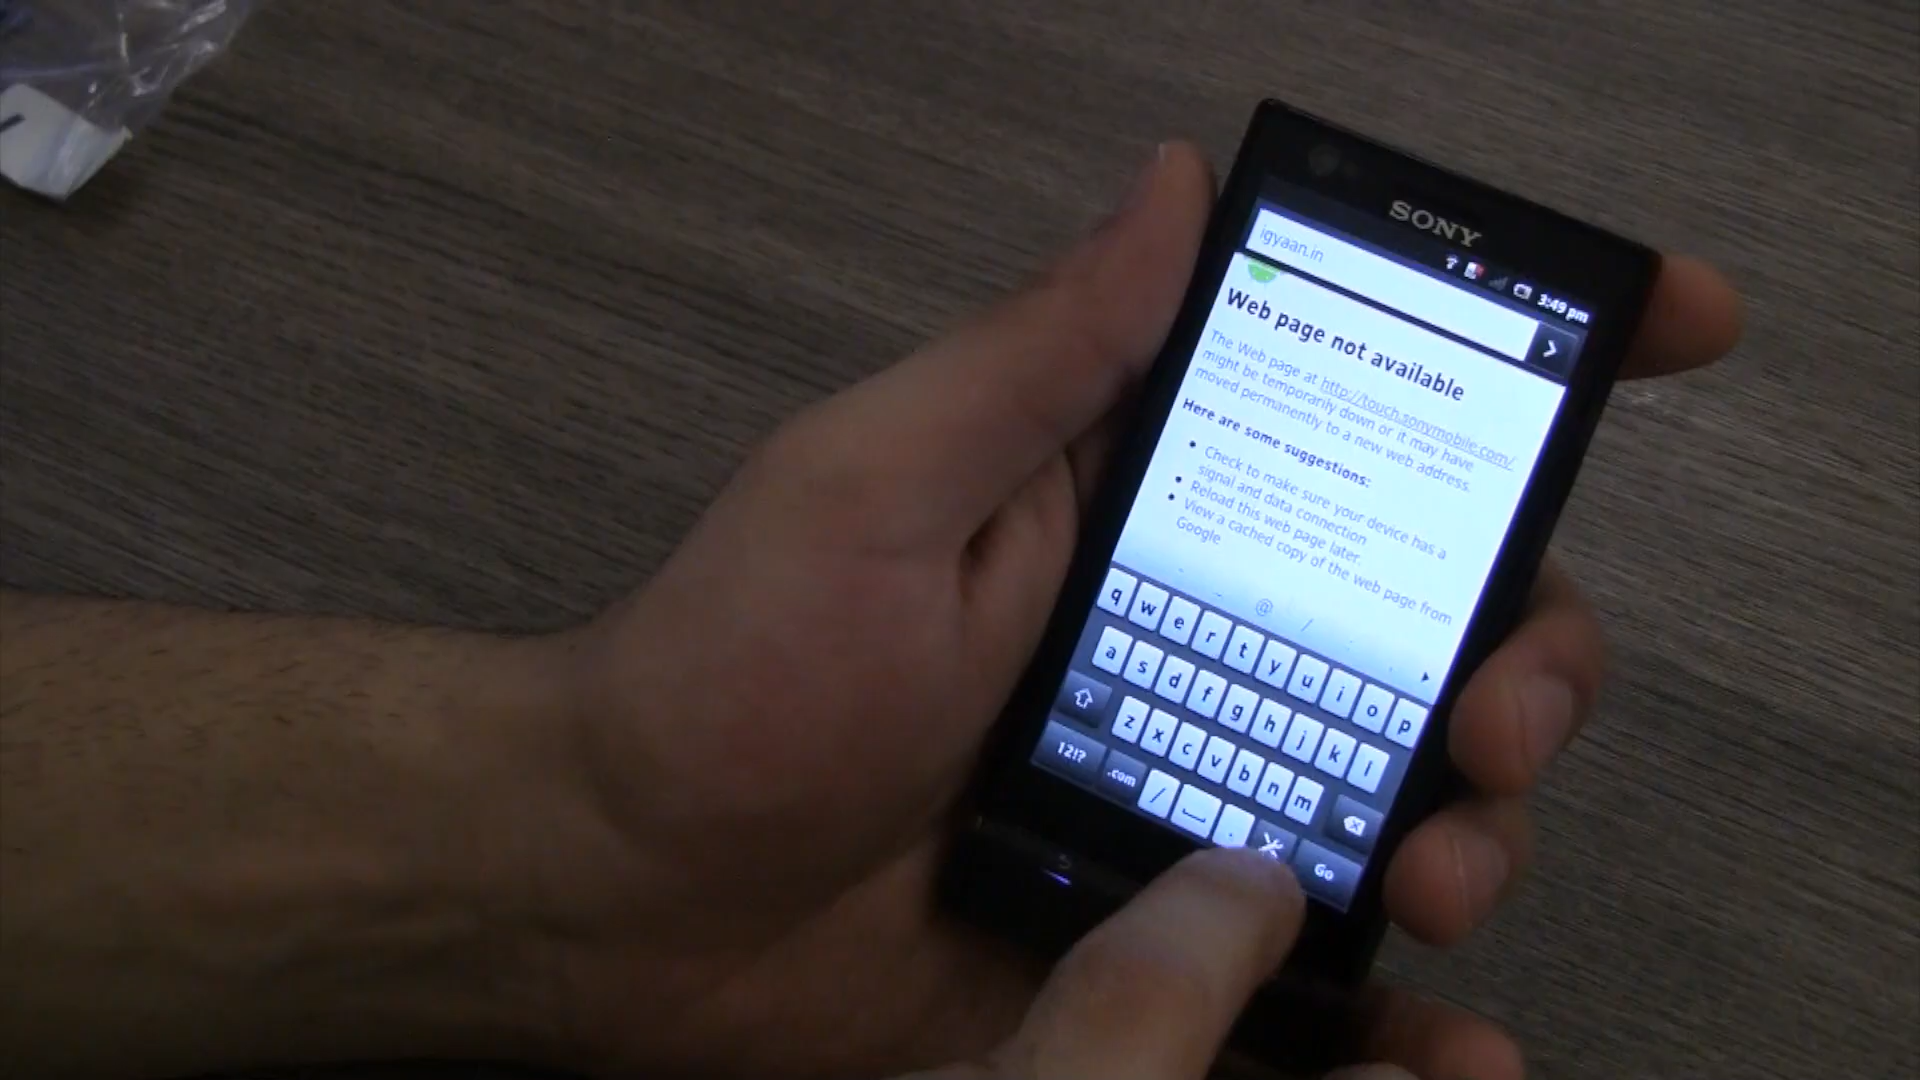 SONY
3:49 pm
igyaan.in
Web page not available
The Web page at http://touch.sonymobile.com/
might be temporarily down or it may have
moved permanently to a new web address.
Here are some suggestions:
• Check to make sure your device has a
signal and data connection
• Reload this web page later.
• View a cached copy of the web page from
Google
- @ /
q w e r t y u i o p
a s d f g h j k l
z x c v b n m
12!? .com / . Go